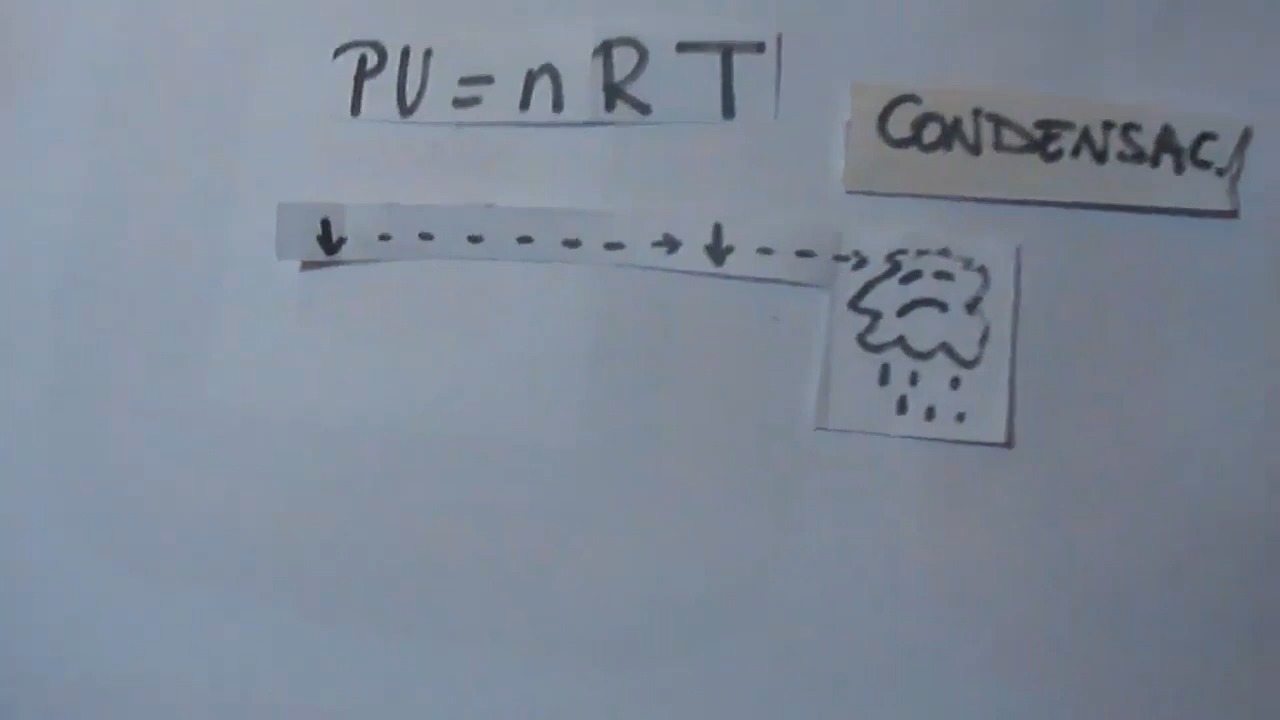 PV = nRT
CONDENSAC.